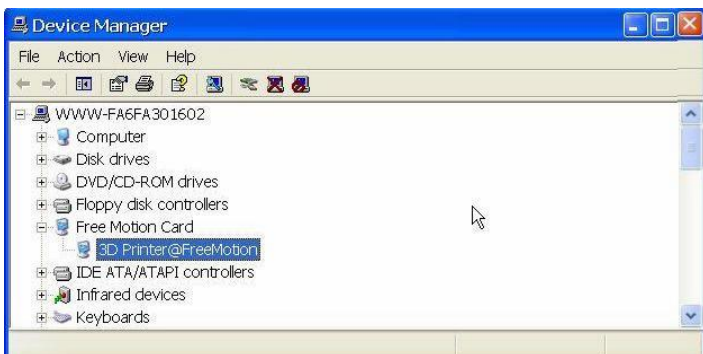 Device Manager
File Action View Help
WWW-FA6FA301602
Computer
Disk drives
DVD/CD-ROM drives
Floppy disk controllers
Free Motion Card
3D Printer@FreeMotion
IDE ATA/ATAPI controllers
Infrared devices
Keyboards